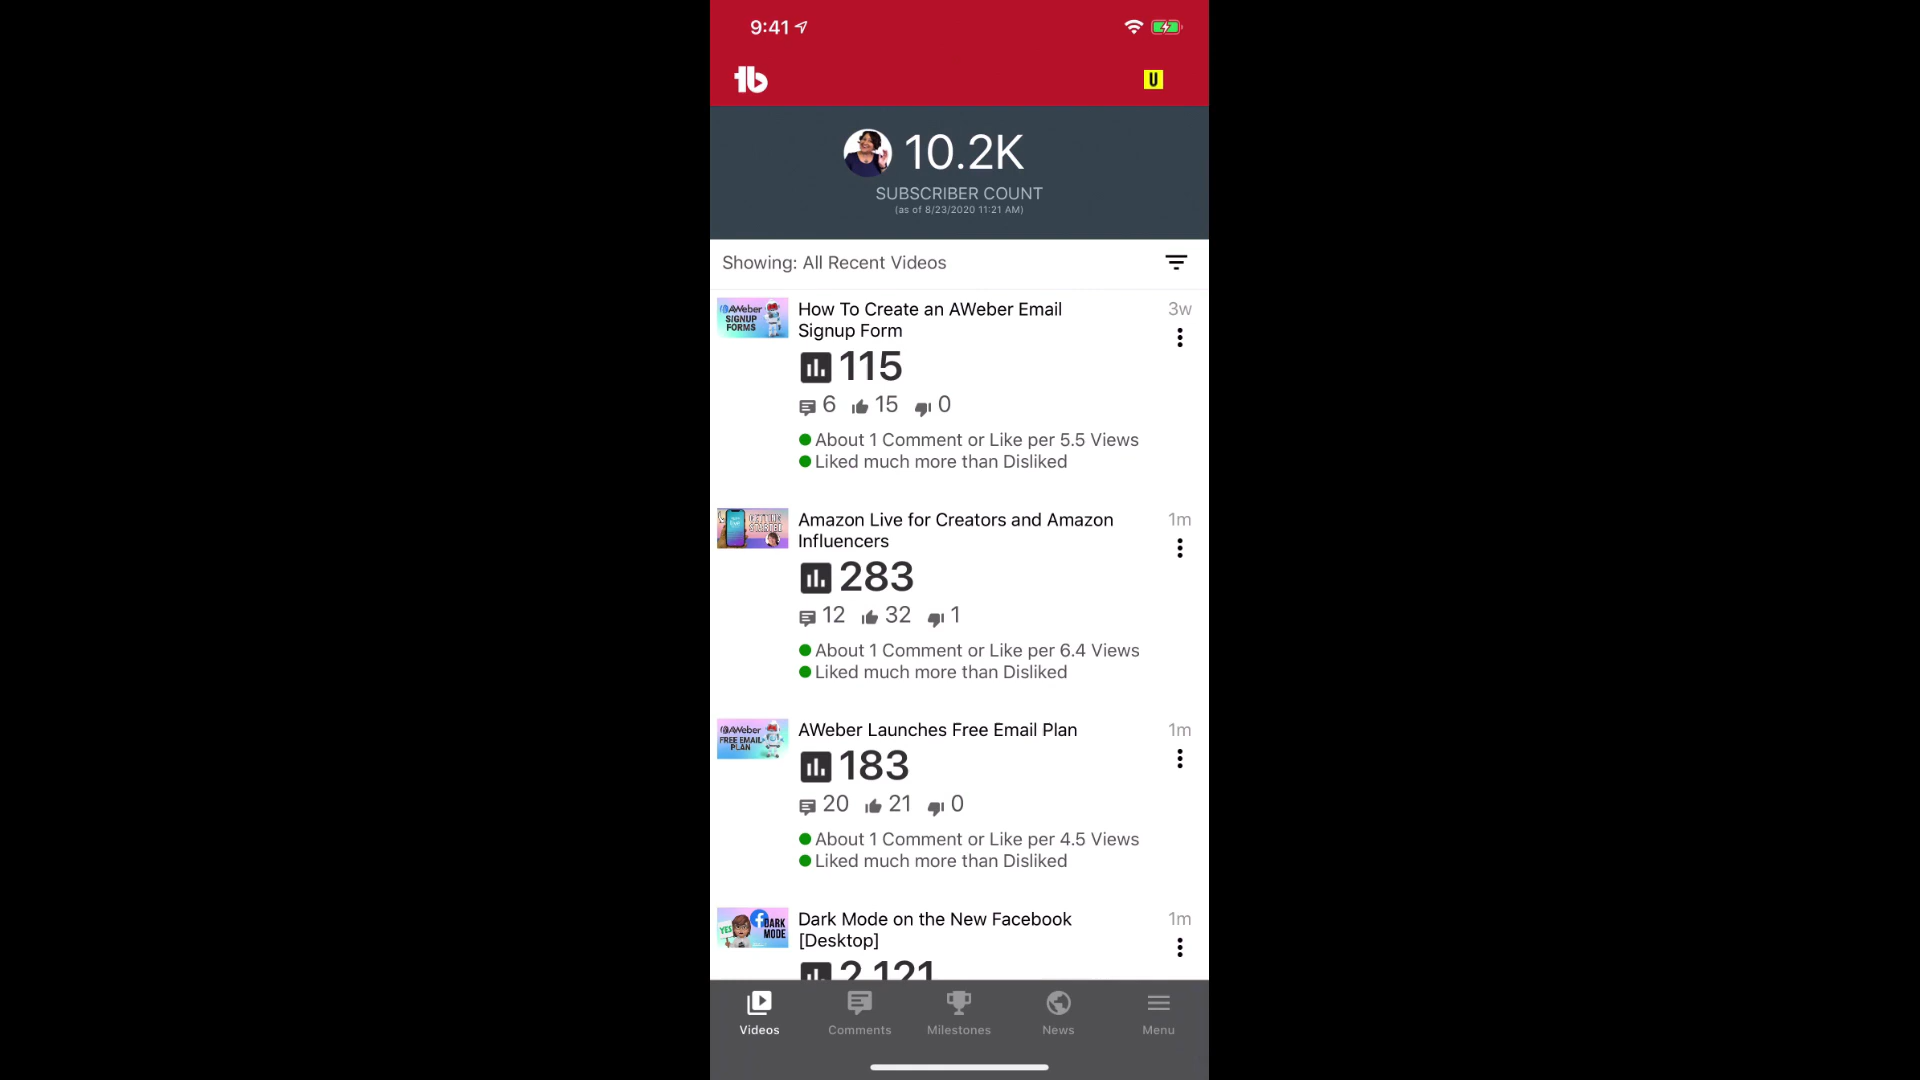 9:41
tb
U
10.2K
SUBSCRIBER COUNT
(as of 8/23/2020 11:21 AM)
Showing: All Recent Videos
AWeber
SIGNUP
FORMS
How To Create an AWeber Email
Signup Form
3w
115
6 15 0
About 1 Comment or Like per 5.5 Views
Liked much more than Disliked
GETTING
STARTED
Amazon Live for Creators and Amazon
Influencers
1m
283
12 32 1
About 1 Comment or Like per 6.4 Views
Liked much more than Disliked
AWeber
FREE EMAIL
PLAN
AWeber Launches Free Email Plan
1m
183
20 21 0
About 1 Comment or Like per 4.5 Views
Liked much more than Disliked
YES
DARK
MODE
Dark Mode on the New Facebook
[Desktop]
1m
2,121
Videos Comments Milestones News Menu